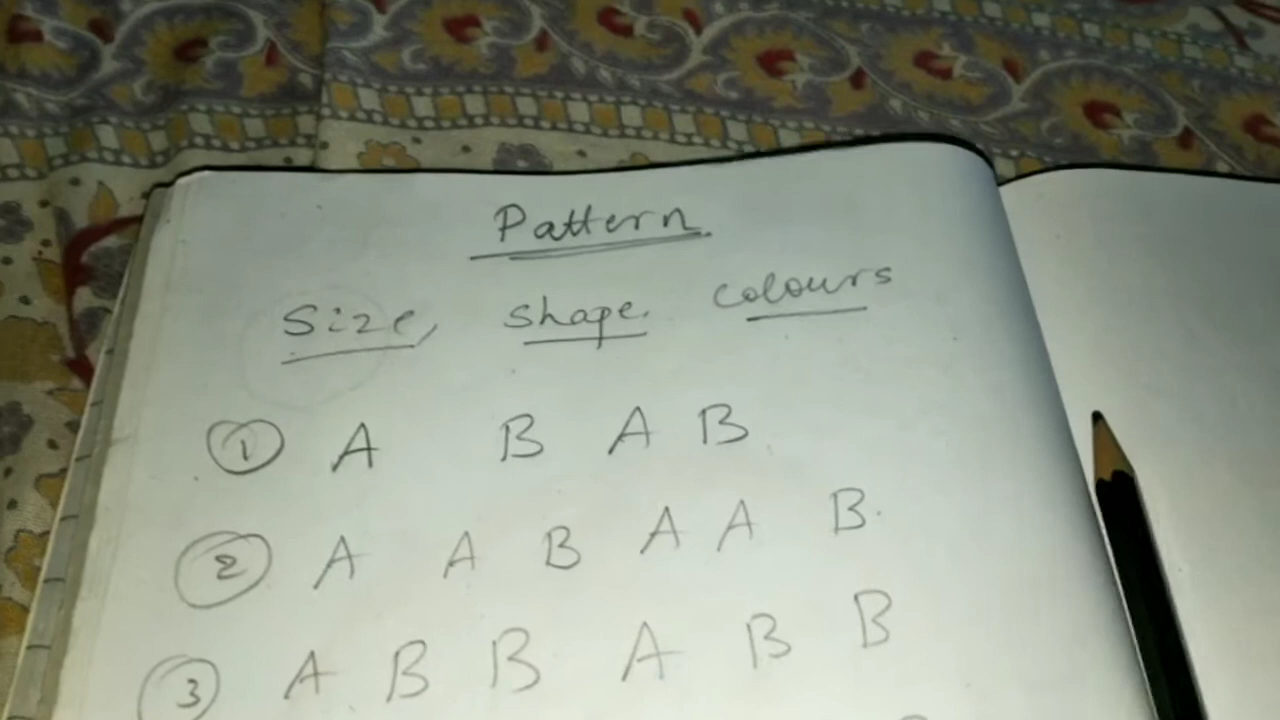 Pattern
Size, shape. colours
1 A B A B
2 A A B A A B.
3 A B B A B B